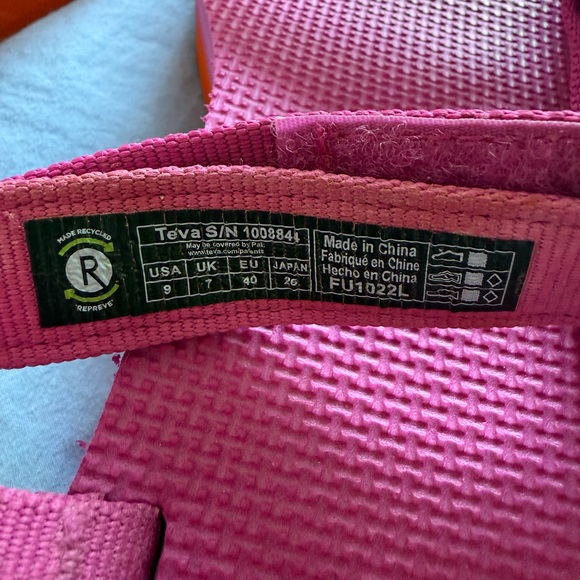 MADE RECYCLED
R
REPREVE
Teva S/N 1008844
May be covered by Pat.
www.teva.com/patents
USA UK EU JAPAN
9 7 40 26
Made in China
Fabriqué en Chine
Hecho en China
FU1022L